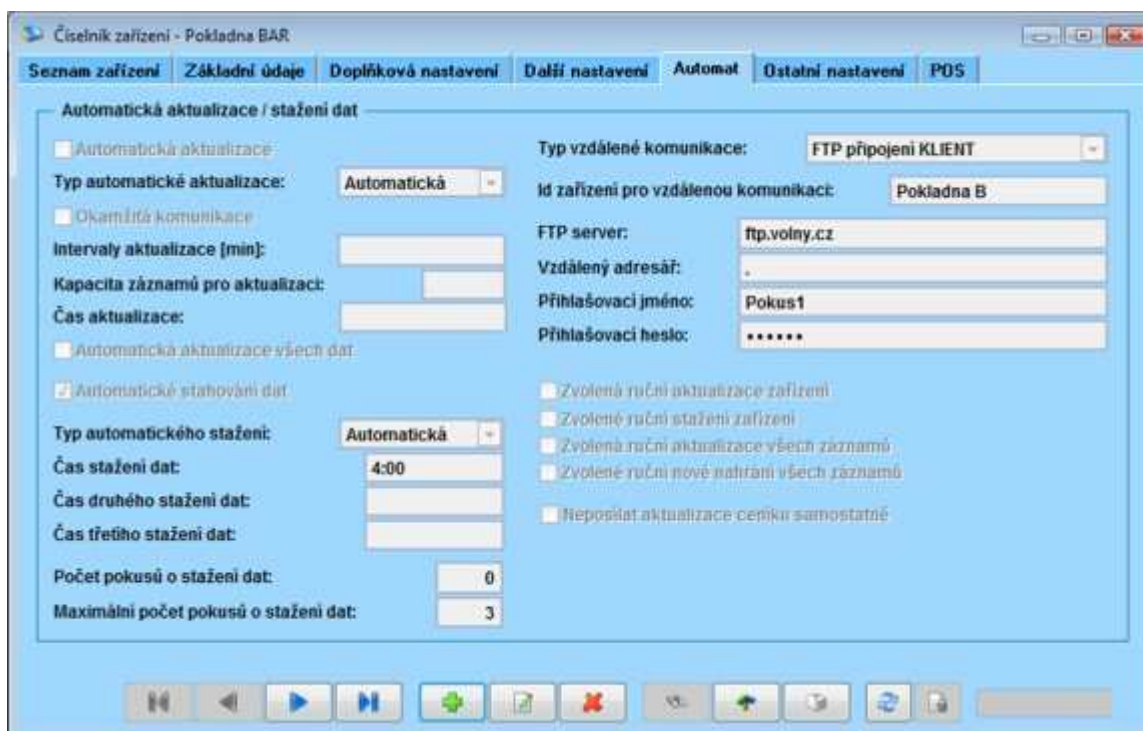 Číselník zařízení - Pokladna BAR
Seznam zařízení Základní údaje Doplňková nastavení Další nastavení Automat Ostatní nastavení POS
Automatická aktualizace / stažení dat
Automatická aktualizace
Typ automatické aktualizace: Automatická
Okamžitá komunikace
Intervaly aktualizace [min]:
Kapacita záznamů pro aktualizaci:
Čas aktualizace:
Automatická aktualizace všech dat
Automatické stahování dat
Typ automatického stažení: Automatická
Čas stažení dat: 4:00
Čas druhého stažení dat:
Čas třetího stažení dat:
Počet pokusů o stažení dat: 0
Maximální počet pokusů o stažení dat: 3
Typ vzdálené komunikace: FTP připojení KLIENT
Id zařízení pro vzdálenou komunikaci: Pokladna B
FTP server: ftp.volny.cz
Vzdálený adresář: .
Přihlašovací jméno: Pokus1
Přihlašovací heslo: ••••••
Zvolená ruční aktualizace zařízení
Zvolené ruční stažení zařízení
Zvolená ruční aktualizace všech záznamů
Zvolené ruční nové nahrání všech záznamů
Neposílat aktualizace ceníku samostatně